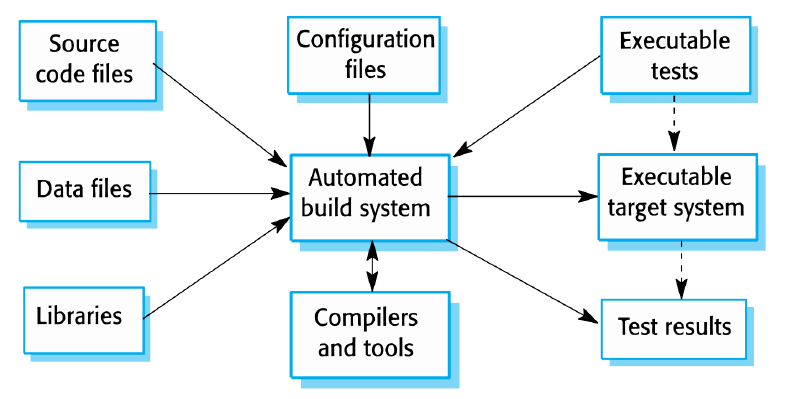 Source
code files
Configuration
files
Executable
tests
Data files
Automated
build system
Executable
target system
Libraries
Compilers
and tools
Test results